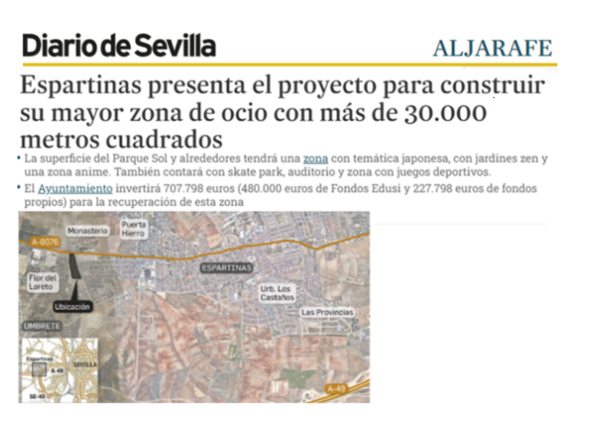 Diario de Sevilla
ALJARAFE
Espartinas presenta el proyecto para construir
su mayor zona de ocio con más de 30.000
metros cuadrados
• La superficie del Parque Sol y alrededores tendrá una zona con temática japonesa, con jardines zen y
una zona anime. También contará con skate park, auditorio y zona con juegos deportivos.
• El Ayuntamiento invertirá 707.798 euros (480.000 euros de Fondos Edusi y 227.798 euros de fondos
propios) para la recuperación de esta zona
Monasterio
Puerta
Hierro
A-8076
ESPARTINAS
Flor del
Loreto
Urb. Los
Castaños
Ubicación
Las Provincias
UMBRETE
Espartinas
SEVILLA
A-49
SE-40
A-49